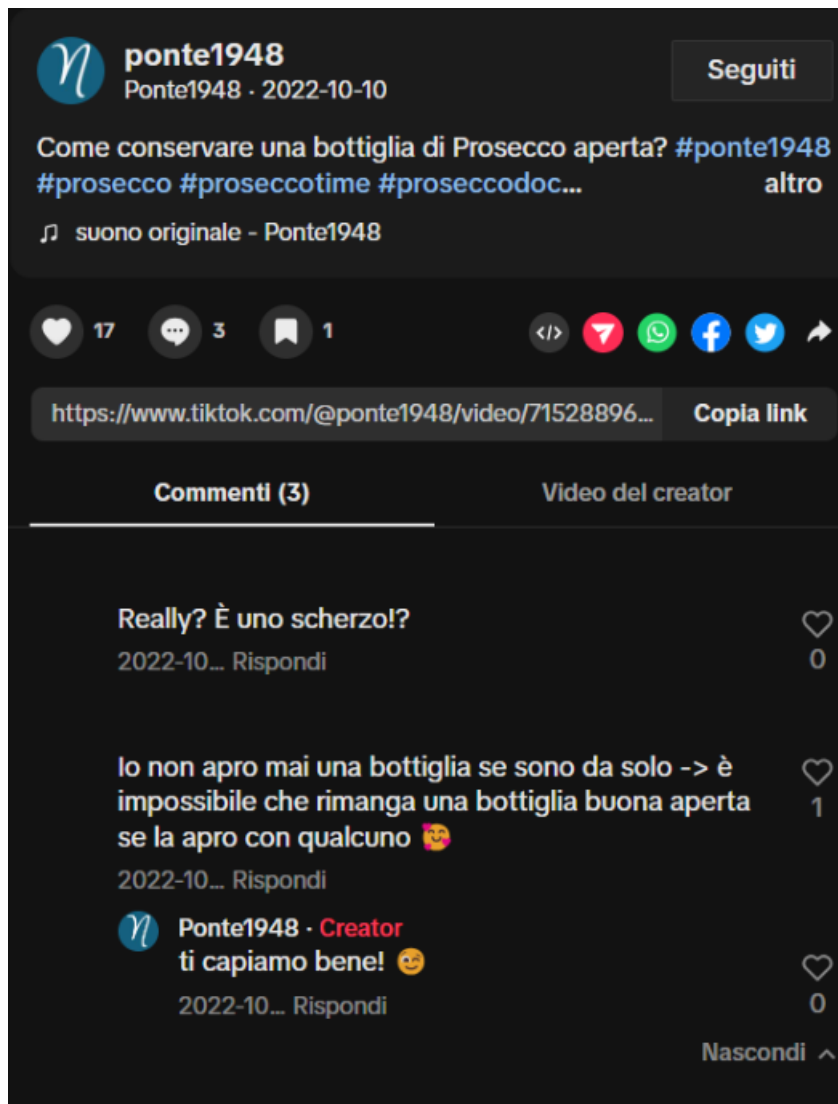 ponte1948
Ponte1948 · 2022-10-10
Seguiti
Come conservare una bottiglia di Prosecco aperta? #ponte1948
#prosecco #proseccotime #proseccodoc... altro
suono originale - Ponte1948
17 3 1
https://www.tiktok.com/@ponte1948/video/71528896... Copia link
Commenti (3) Video del creator
Really? È uno scherzo!?
2022-10... Rispondi
0
Io non apro mai una bottiglia se sono da solo -> è
impossibile che rimanga una bottiglia buona aperta
se la apro con qualcuno 🥰
1
2022-10... Rispondi
Ponte1948 · Creator
ti capiamo bene! 😉
2022-10... Rispondi
0
Nascondi